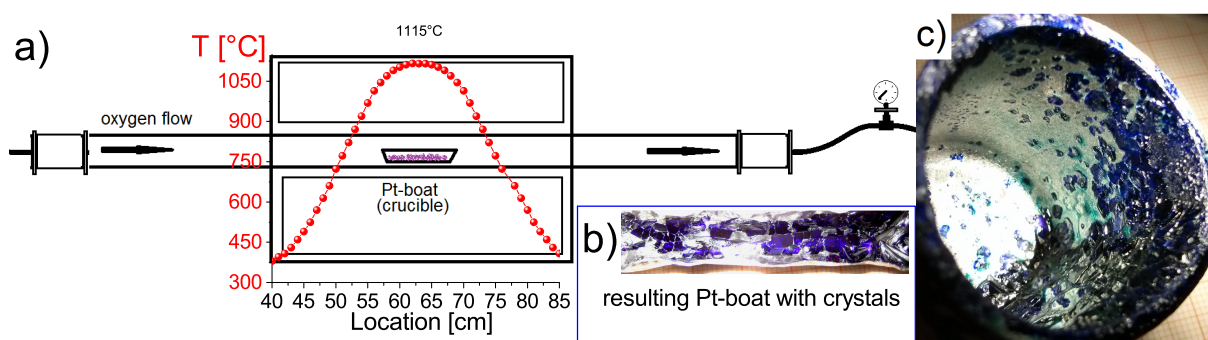 a)
T [°C]
1115°C
1050
900
750
600
450
300
oxygen flow
Pt-boat
(crucible)
40 45 50 55 60 65 70 75 80 85
Location [cm]
b)
resulting Pt-boat with crystals
c)